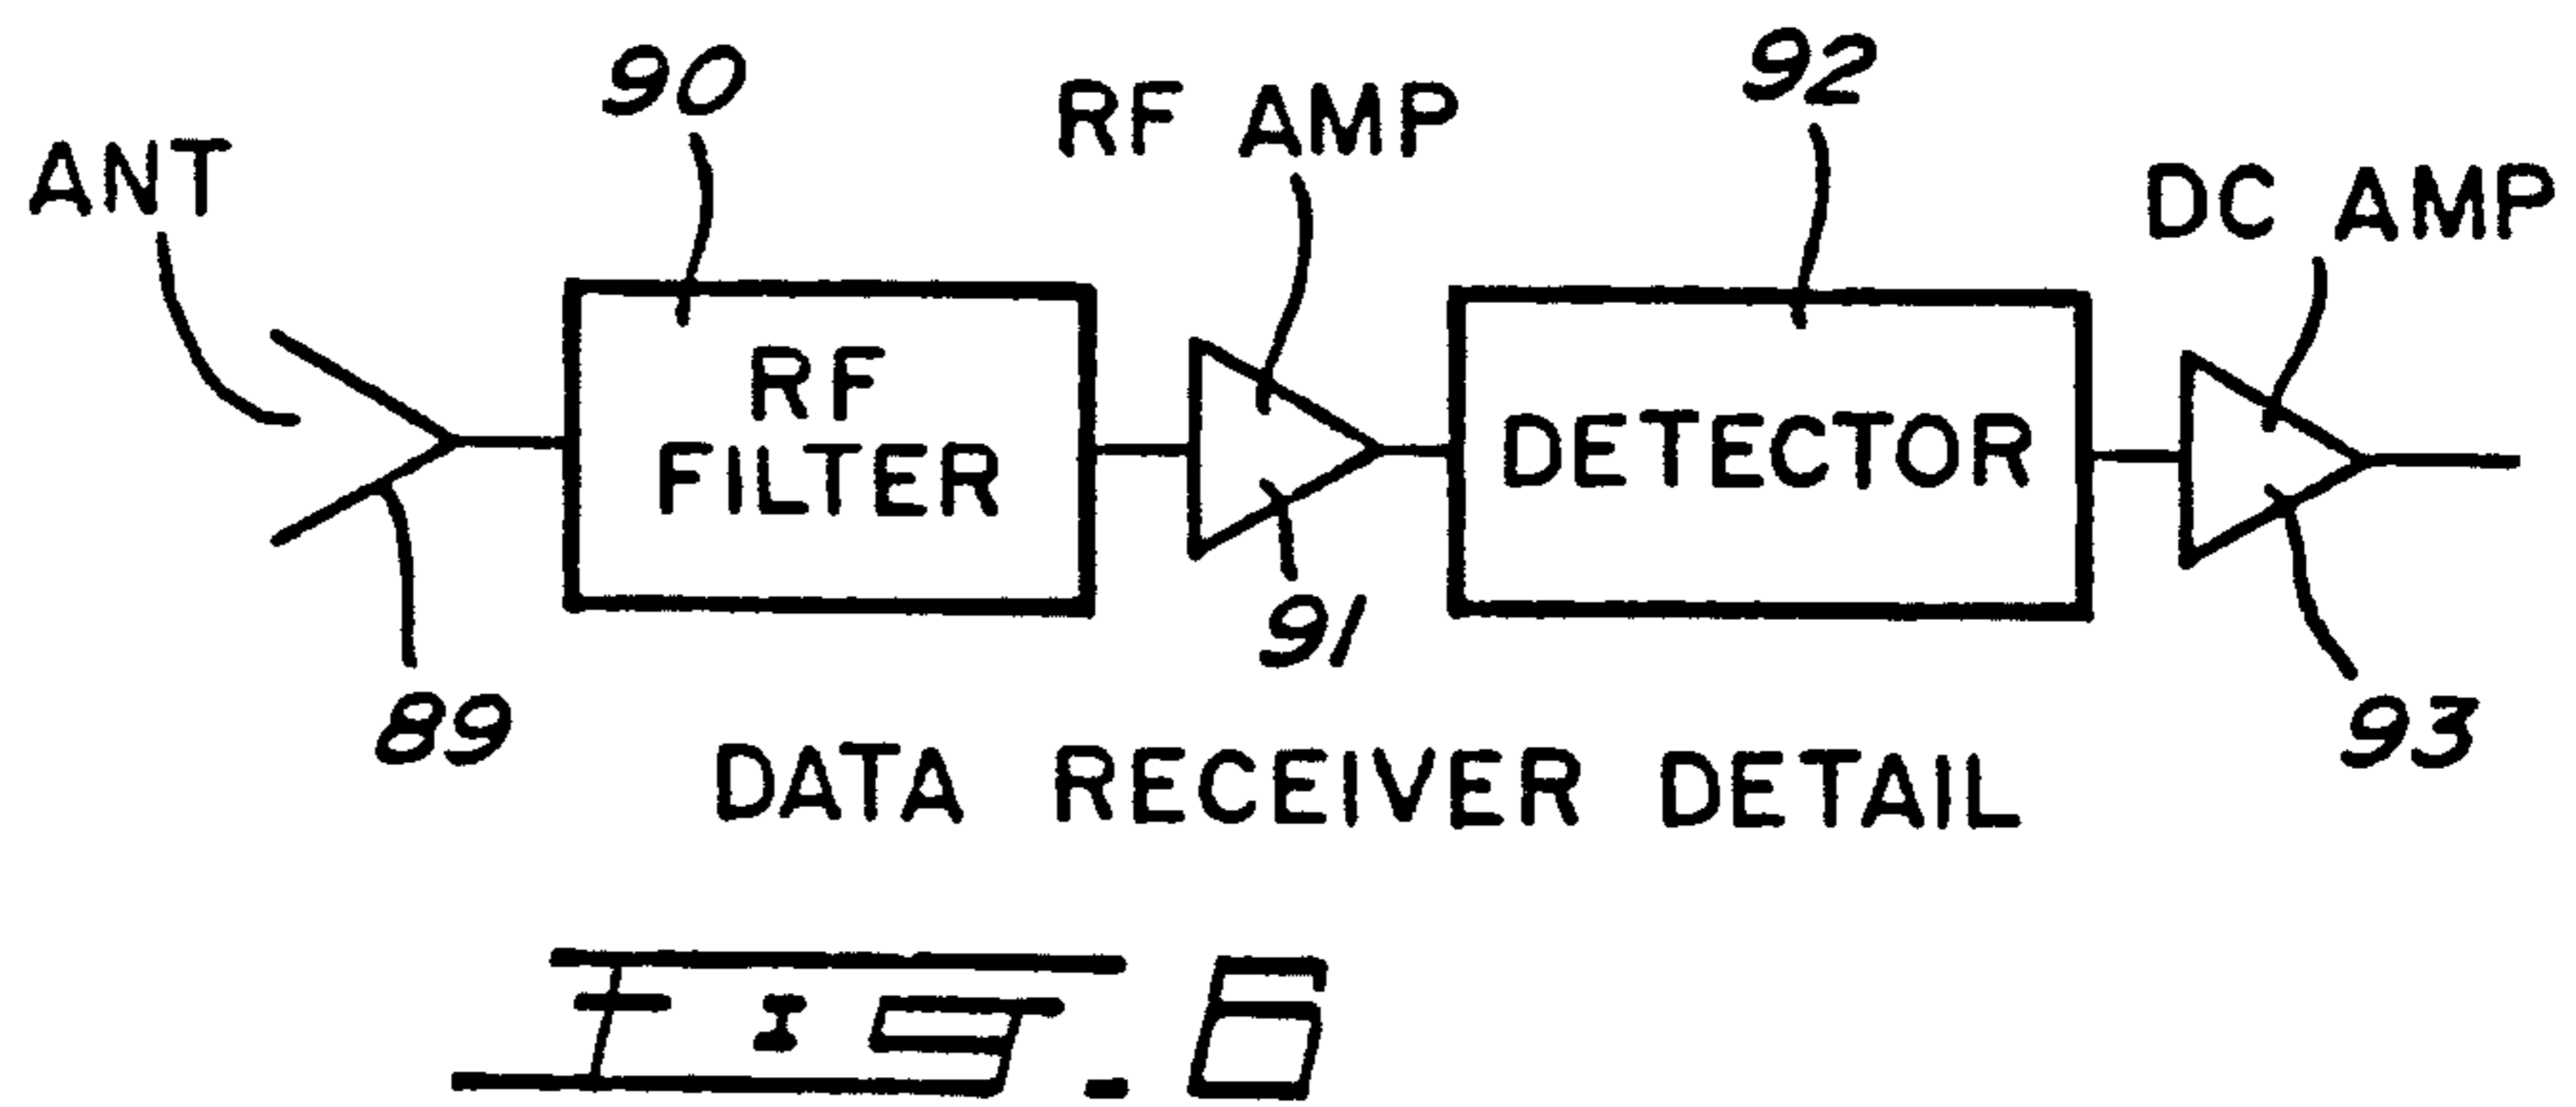 ANT
90
RF AMP
92
DC AMP
RF
FILTER
DETECTOR
89
91
93
DATA RECEIVER DETAIL
FIG. 6